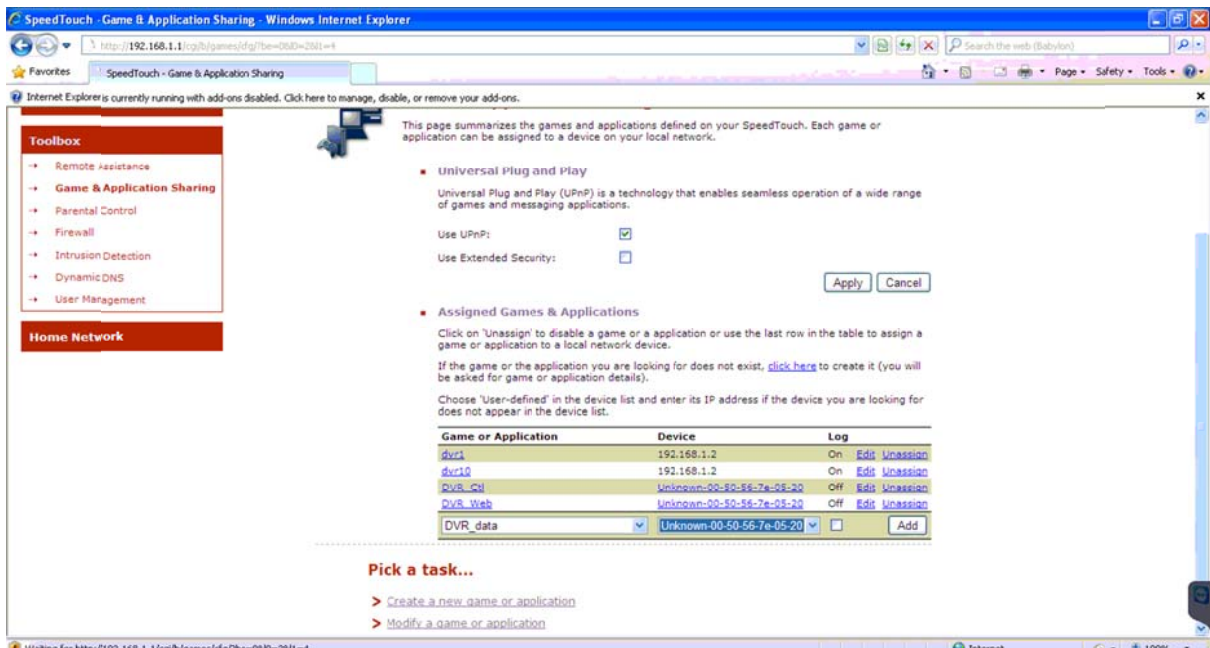 SpeedTouch - Game & Application Sharing - Windows Internet Explorer
http://192.168.1.1/cgi/b/games/cfg/?be=0&l0=2&l1=4
Search the web (Babylon)
Favorites
SpeedTouch - Game & Application Sharing
Page
Safety
Tools
Internet Explorer is currently running with add-ons disabled. Click here to manage, disable, or remove your add-ons.
Toolbox
Remote Assistance
Game & Application Sharing
Parental Control
Firewall
Intrusion Detection
Dynamic DNS
User Management
Home Network
This page summarizes the games and applications defined on your SpeedTouch. Each game or
application can be assigned to a device on your local network.
Universal Plug and Play
Universal Plug and Play (UPnP) is a technology that enables seamless operation of a wide range
of games and messaging applications.
Use UPnP:
Use Extended Security:
Apply Cancel
Assigned Games & Applications
Click on 'Unassign' to disable a game or a application or use the last row in the table to assign a
game or application to a local network device.
If the game or the application you are looking for does not exist, click here to create it (you will
be asked for game or application details).
Choose 'User-defined' in the device list and enter its IP address if the device you are looking for
does not appear in the device list.
Game or Application Device Log
dvr1 192.168.1.2 On Edit Unassign
dvr10 192.168.1.2 On Edit Unassign
DVR_Ctl Unknown-00-50-56-7e-05-20 Off Edit Unassign
DVR_Web Unknown-00-50-56-7e-05-20 Off Edit Unassign
DVR_data Unknown-00-50-56-7e-05-20 Add
Pick a task...
Create a new game or application
Modify a game or application